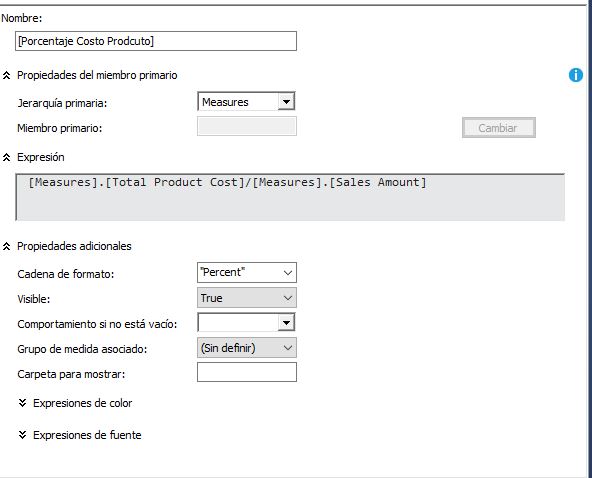 Nombre:
[Porcentaje Costo Prodcuto]
Propiedades del miembro primario
Jerarquía primaria: Measures
Miembro primario: Cambiar
Expresión
[Measures].[Total Product Cost]/[Measures].[Sales Amount]
Propiedades adicionales
Cadena de formato: "Percent"
Visible: True
Comportamiento si no está vacío:
Grupo de medida asociado: (Sin definir)
Carpeta para mostrar:
Expresiones de color
Expresiones de fuente